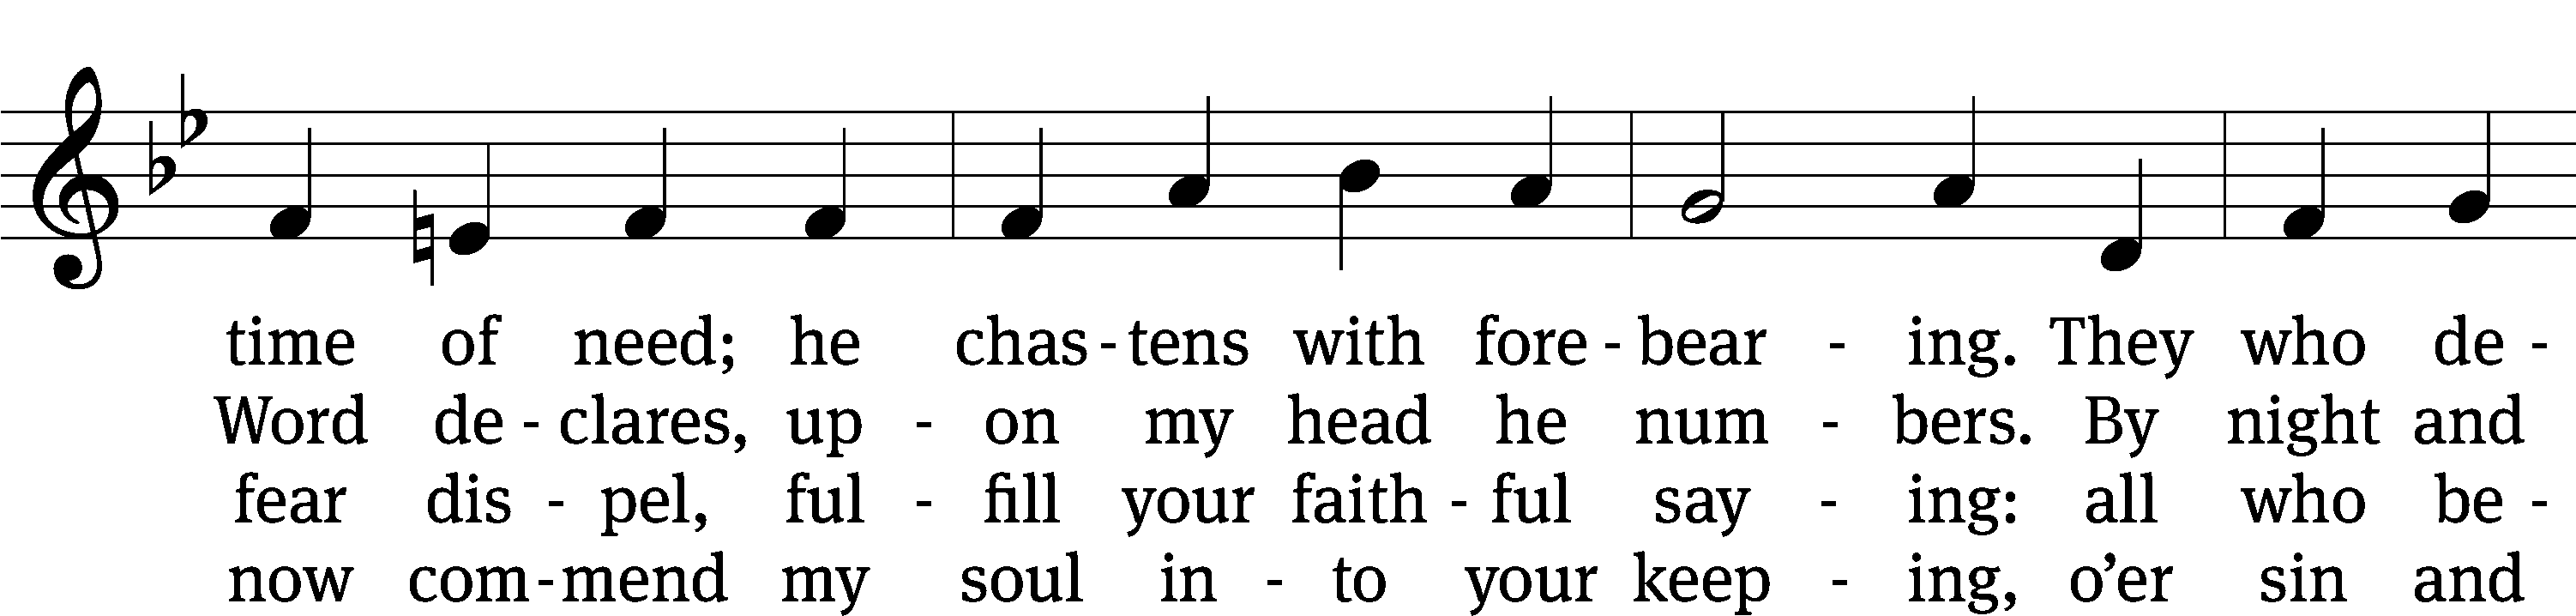 time of need; he chas - tens with fore - bear - ing. They who de -
Word de - clares, up - on my head he num - bers. By night and
fear dis - pel, ful - fill your faith - ful say - ing: all who be -
now com - mend my soul in - to your keep - ing, o’er sin and